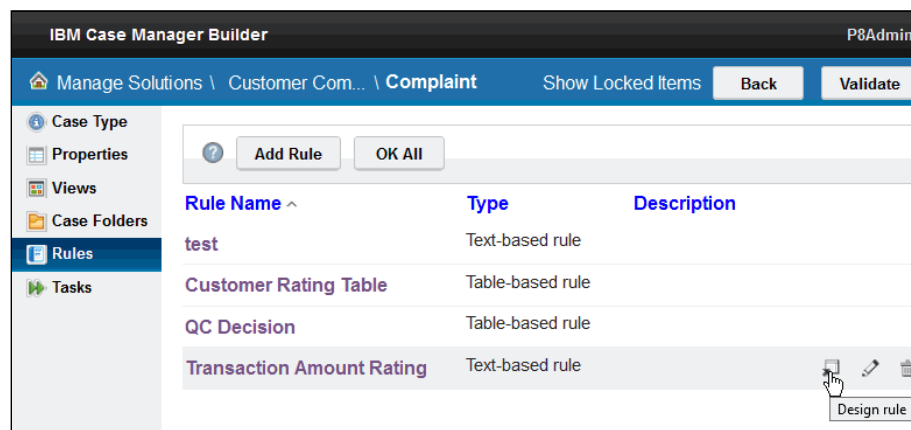 IBM Case Manager Builder P8Admin
Manage Solutions \ Customer Com... \ Complaint Show Locked Items Back Validate
Case Type
Properties
Views
Case Folders
Rules
Tasks
? Add Rule OK All
Rule Name Type Description
test Text-based rule
Customer Rating Table Table-based rule
QC Decision Table-based rule
Transaction Amount Rating Text-based rule
Design rule